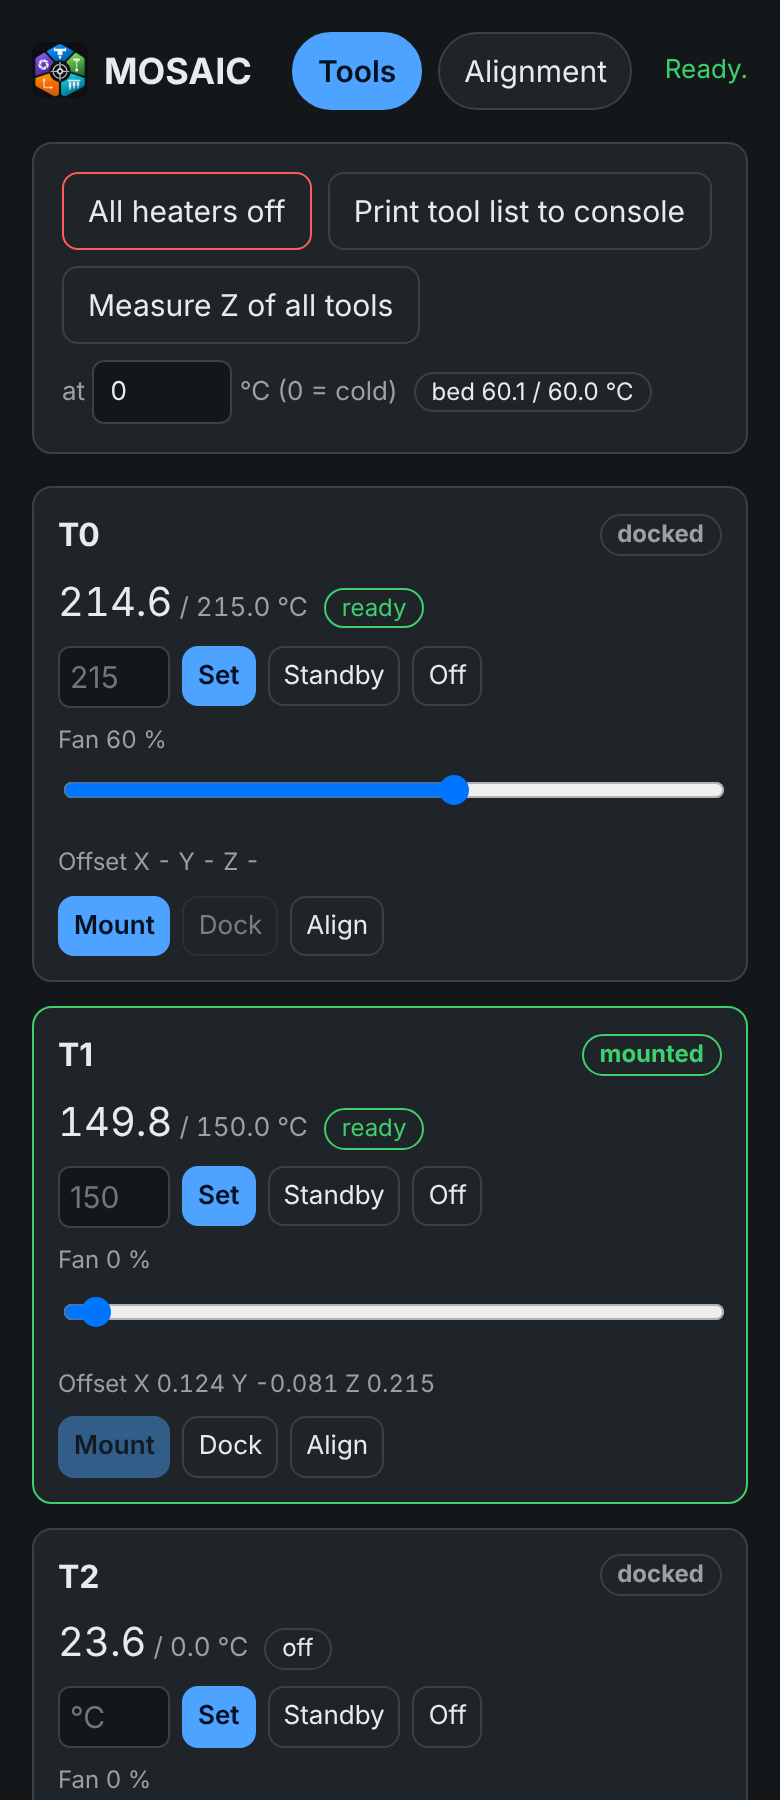 MOSAIC Tools Alignment Ready.
All heaters off Print tool list to console
Measure Z of all tools
at 0 °C (0 = cold) bed 60.1 / 60.0 °C
T0 docked
214.6 / 215.0 °C ready
215 Set Standby Off
Fan 60 %
Offset X - Y - Z -
Mount Dock Align
T1 mounted
149.8 / 150.0 °C ready
150 Set Standby Off
Fan 0 %
Offset X 0.124 Y -0.081 Z 0.215
Mount Dock Align
T2 docked
23.6 / 0.0 °C off
°C Set Standby Off
Fan 0 %